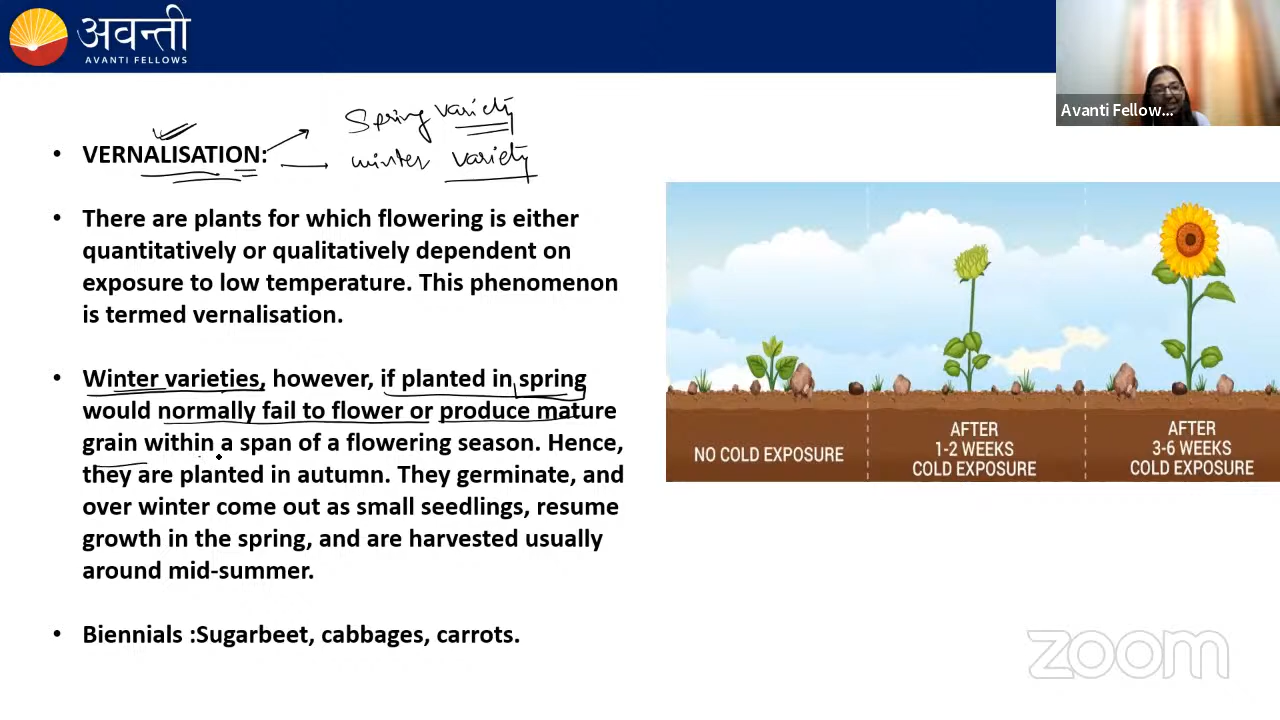 अवन्ती
AVANTI FELLOWS
Avanti Fellow...
Spring variety
• VERNALISATION:
winter variety
• There are plants for which flowering is either
quantitatively or qualitatively dependent on
exposure to low temperature. This phenomenon
is termed vernalisation.
• Winter varieties, however, if planted in spring
would normally fail to flower or produce mature
grain within a span of a flowering season. Hence,
they are planted in autumn. They germinate, and
over winter come out as small seedlings, resume
growth in the spring, and are harvested usually
around mid-summer.
• Biennials :Sugarbeet, cabbages, carrots.
NO COLD EXPOSURE
AFTER
1-2 WEEKS
COLD EXPOSURE
AFTER
3-6 WEEKS
COLD EXPOSURE
zoom